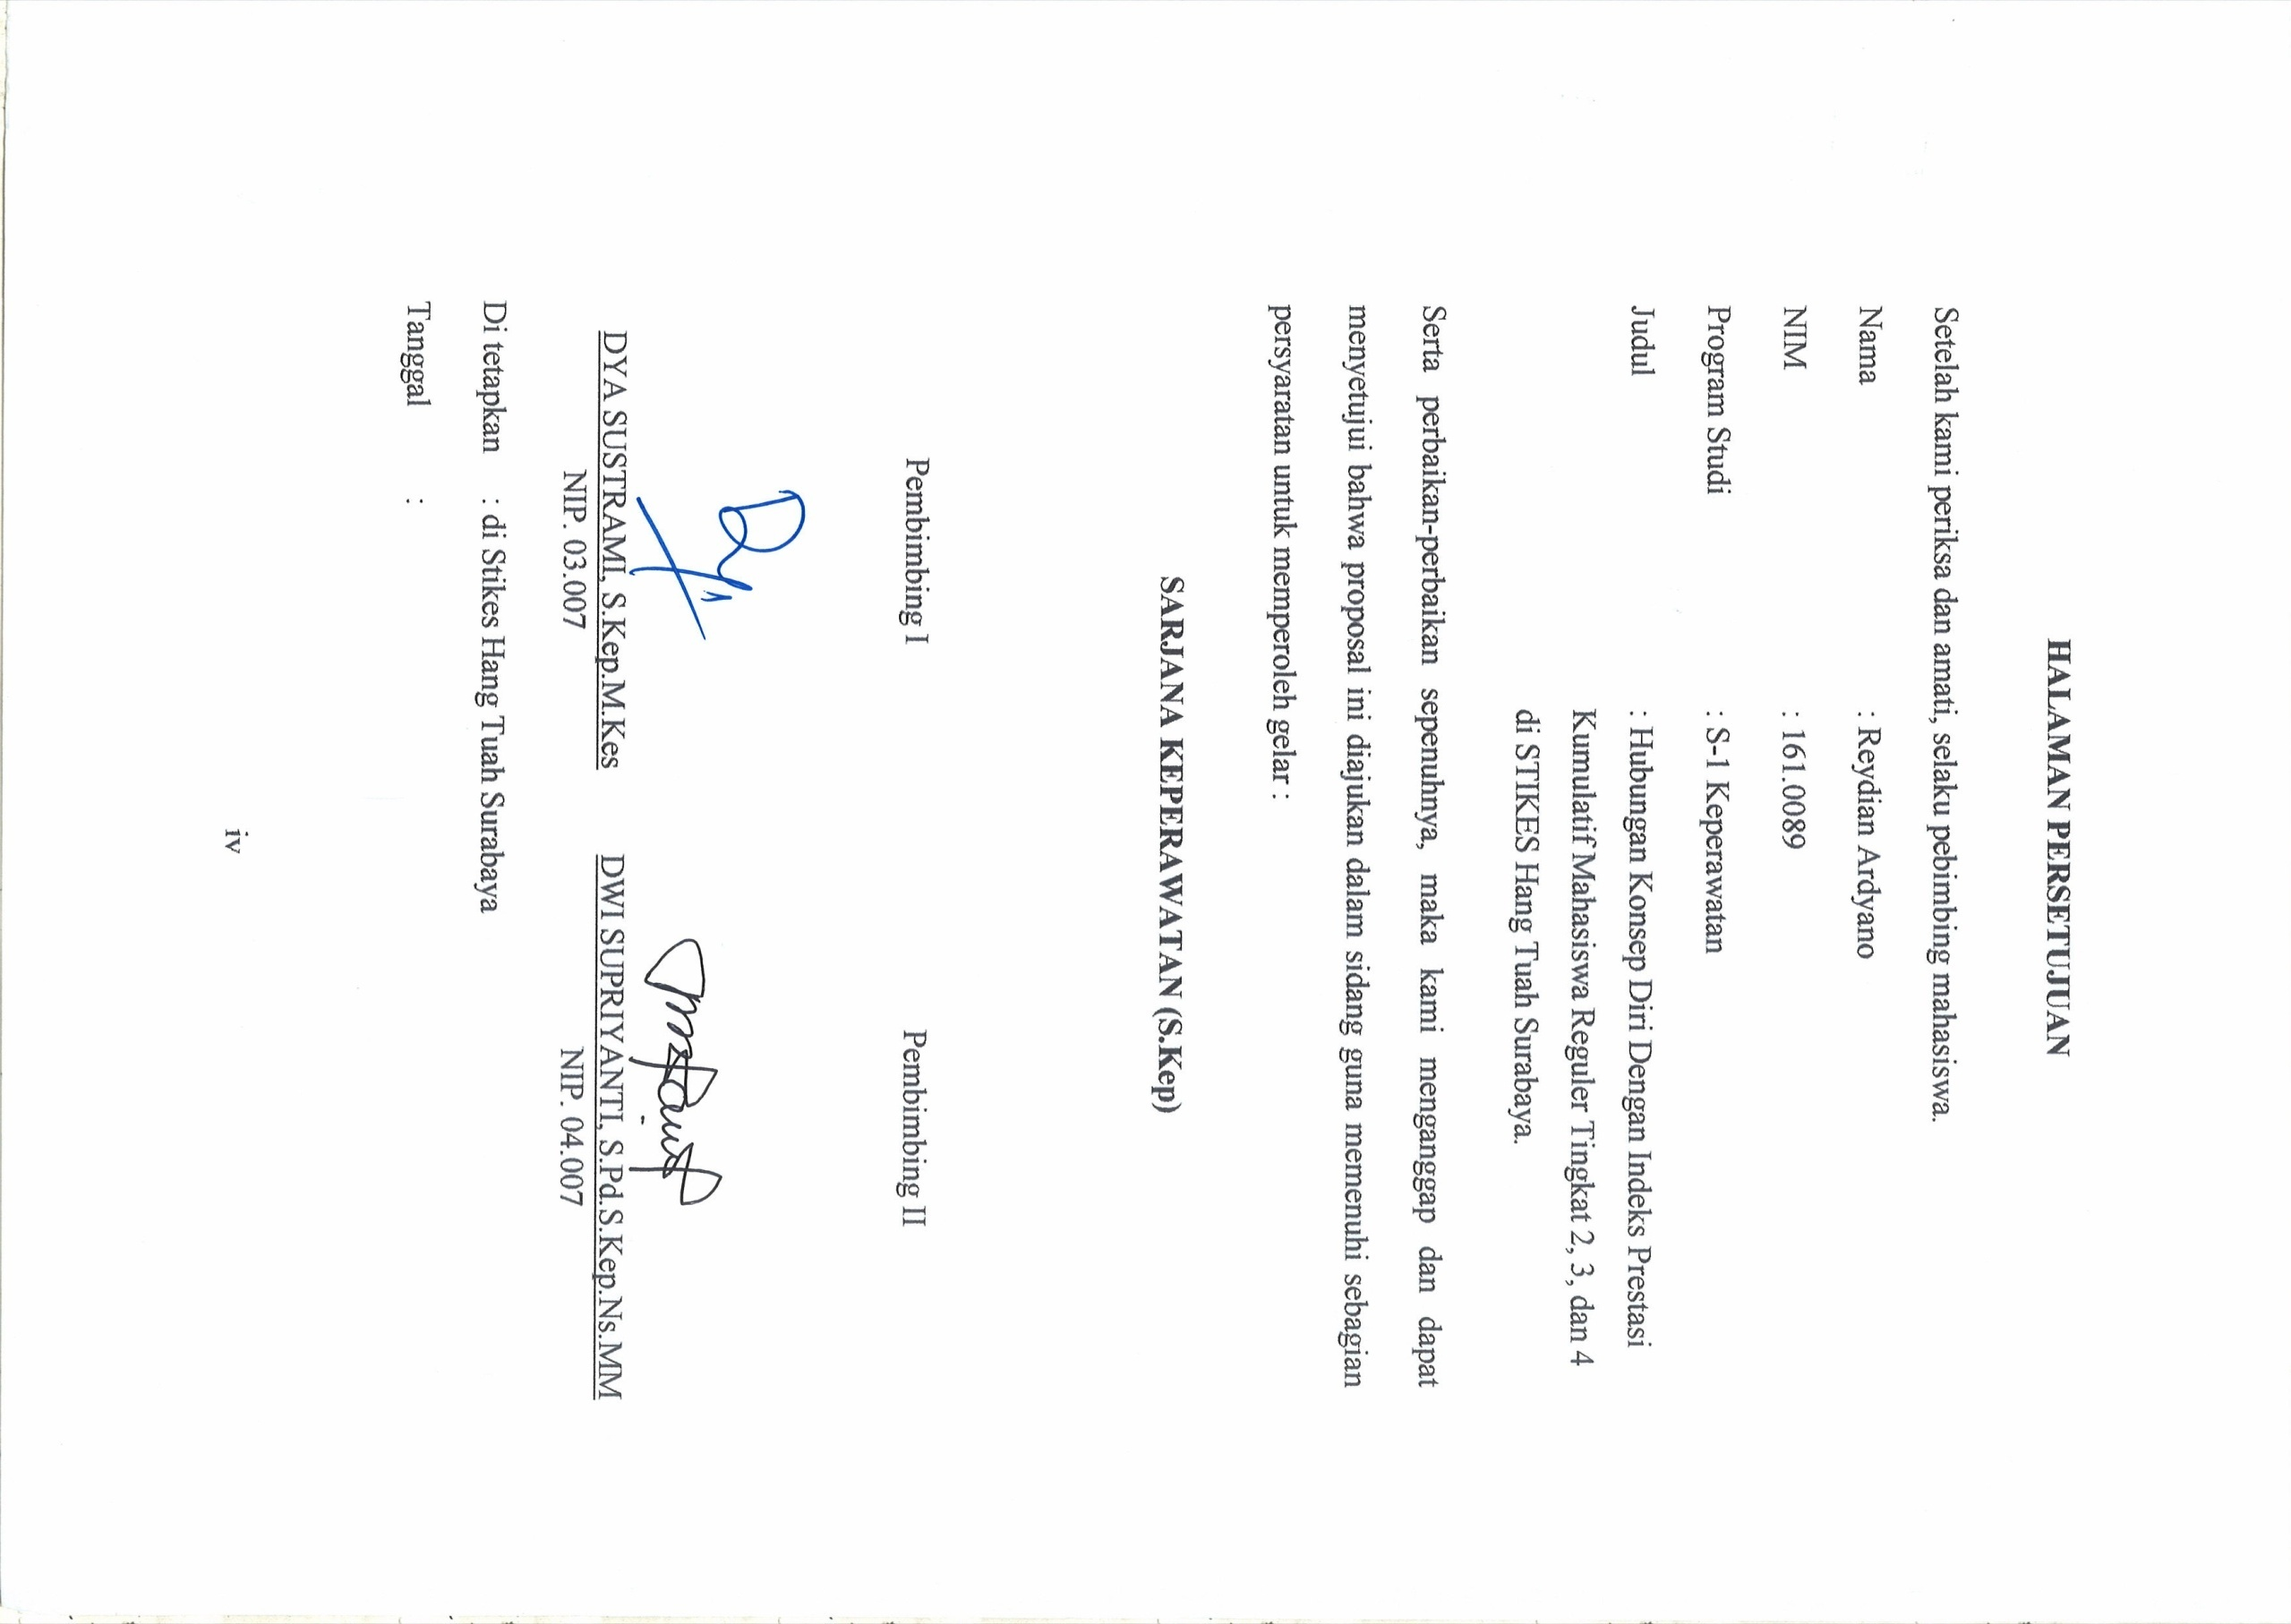 HALAMAN PERSETUJUAN
Setelah kami periksa dan amati, selaku pebimbing mahasiswa.
Nama : Reydian Ardyano
NIM : 161.0089
Program Studi : S-1 Keperawatan
Judul : Hubungan Konsep Diri Dengan Indeks Prestasi
Kumulatif Mahasiswa Reguler Tingkat 2, 3, dan 4
di STIKES Hang Tuah Surabaya.
Serta perbaikan-perbaikan sepenuhnya, maka kami menganggap dan dapat
menyetujui bahwa proposal ini diajukan dalam sidang guna memenuhi sebagian
persyaratan untuk memperoleh gelar :
SARJANA KEPERAWATAN (S.Kep)
Pembimbing I Pembimbing II
DYA SUSTRAMI, S.Kep.M.Kes DWI SUPRIYANTI, S.Pd.S.Kep.Ns.MM
NIP. 03.007 NIP. 04.007
Di tetapkan : di Stikes Hang Tuah Surabaya
Tanggal :
iv